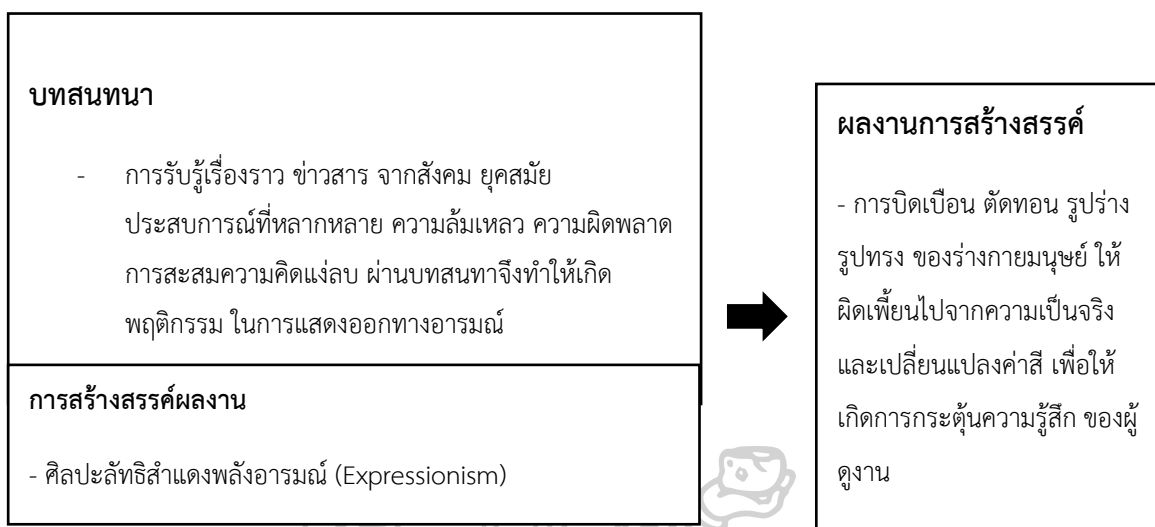 บทสนทนา
- การรับรู้เรื่องราว ข่าวสาร จากสังคม ยุคสมัย
ประสบการณ์ที่หลากหลาย ความล้มเหลว ความผิดพลาด
การสะสมความคิดแง่ลบ ผ่านบทสนทาจึงทำให้เกิด
พฤติกรรม ในการแสดงออกทางอารมณ์
การสร้างสรรค์ผลงาน
- ศิลปะลัทธิสำแดงพลังอารมณ์ (Expressionism)
ผลงานการสร้างสรรค์
- การบิดเบือน ตัดทอน รูปร่าง
รูปทรง ของร่างกายมนุษย์ ให้
ผิดเพี้ยนไปจากความเป็นจริง
และเปลี่ยนแปลงค่าสี เพื่อให้
เกิดการกระตุ้นความรู้สึก ของผู้
ดูงาน